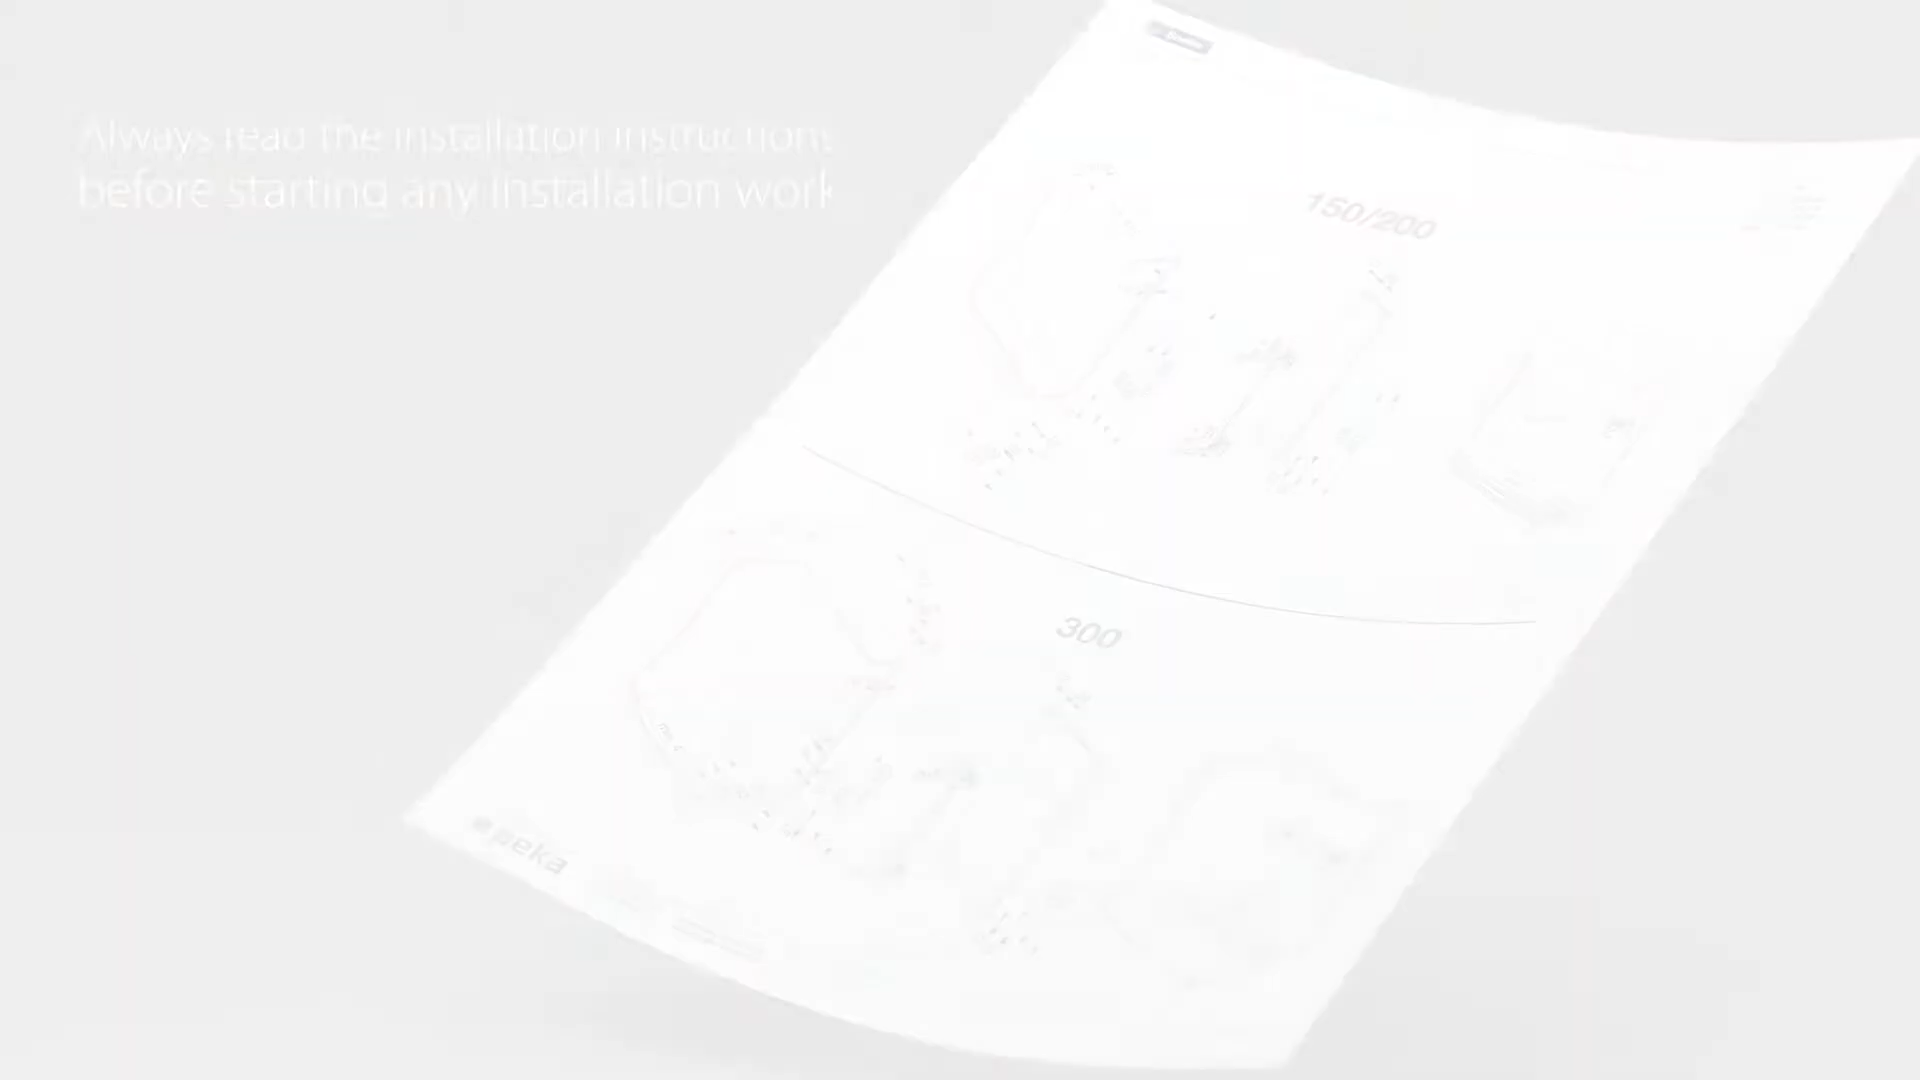 Always read the installation instructions
before starting any installation work
150/200
300
peka